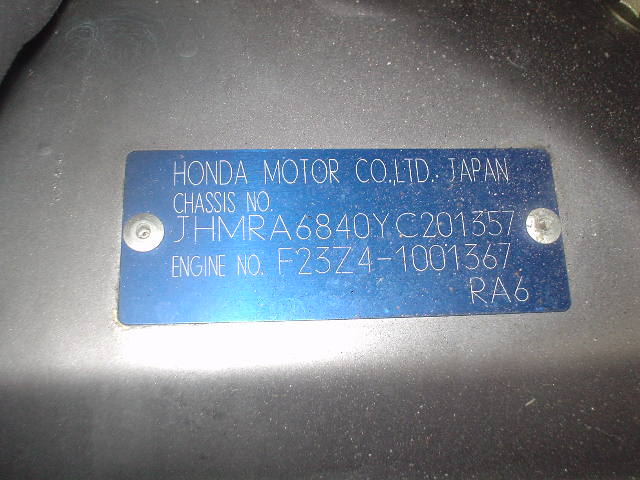 HONDA MOTOR CO.,LTD. JAPAN
CHASSIS NO.
JHMRA6840YC201357
ENGINE NO. F23Z4-1001367
RA6